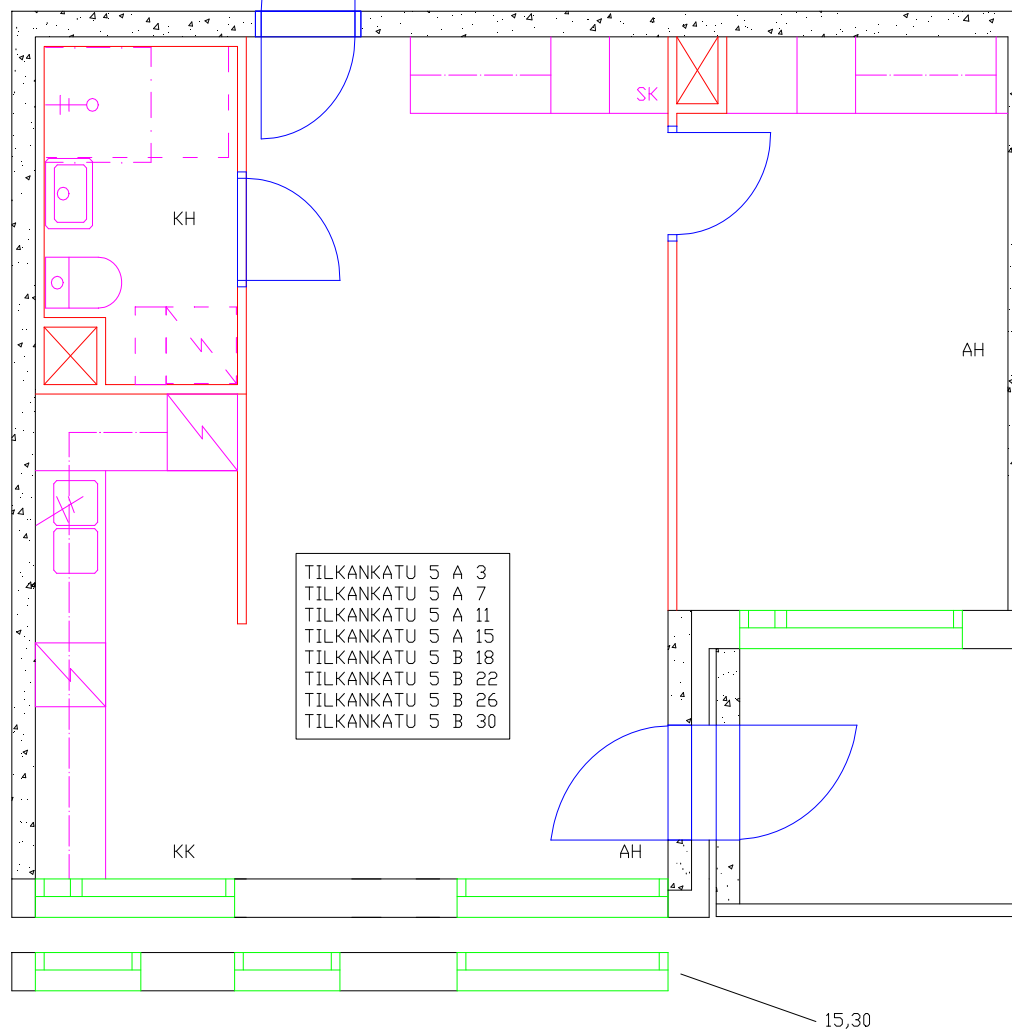 SK
KH
AH
TILKANKATU 5 A 3
TILKANKATU 5 A 7
TILKANKATU 5 A 11
TILKANKATU 5 A 15
TILKANKATU 5 B 18
TILKANKATU 5 B 22
TILKANKATU 5 B 26
TILKANKATU 5 B 30
KK
AH
15,30